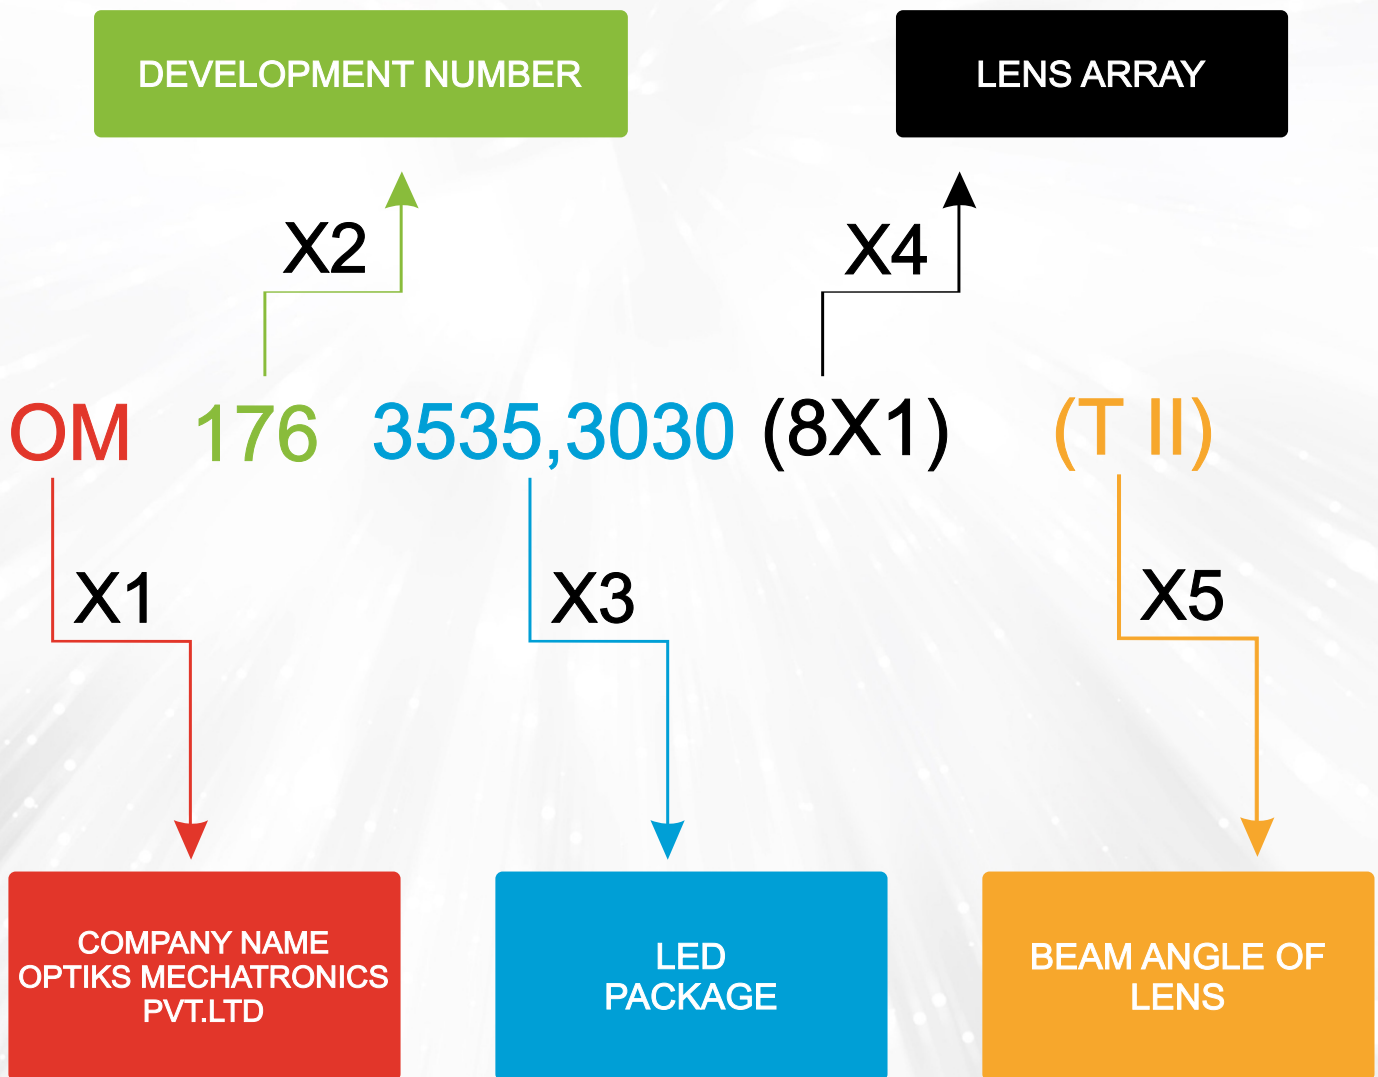 DEVELOPMENT NUMBER
LENS ARRAY
X2
X4
OM 176 3535,3030 (8X1) (T II)
X1
X3
X5
COMPANY NAME
OPTIKS MECHATRONICS
PVT.LTD
LED
PACKAGE
BEAM ANGLE OF
LENS